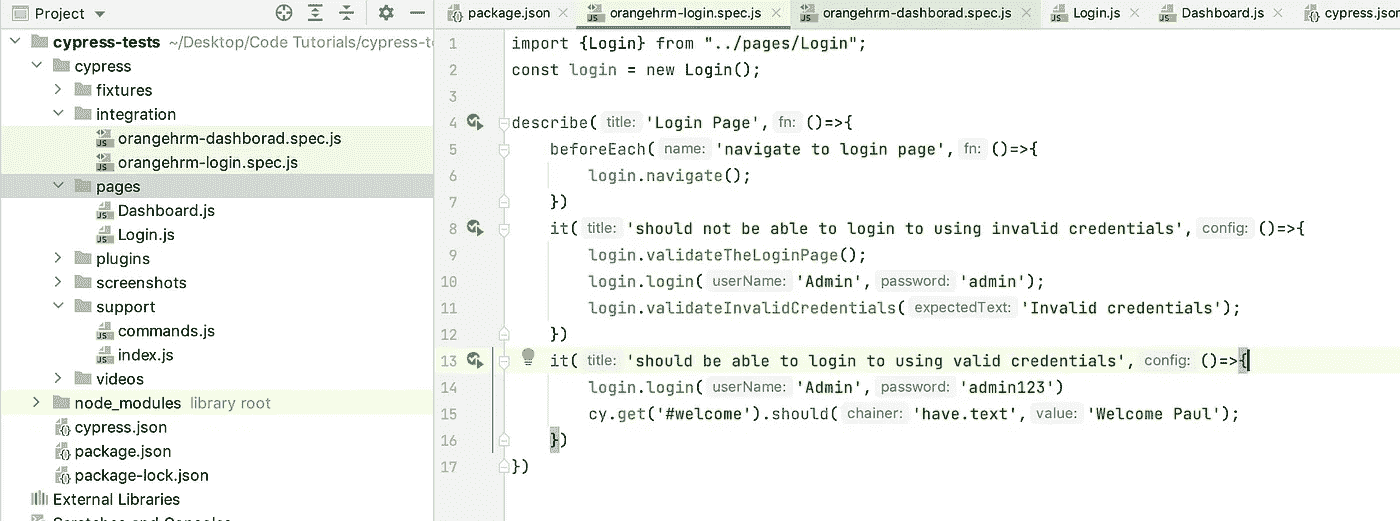 Project
package.json
orangehrm-login.spec.js
orangehrm-dashborad.spec.js
Login.js
Dashboard.js
cypress.json
cypress-tests ~/Desktop/Code Tutorials/cypress-te
cypress
fixtures
integration
orangehrm-dashborad.spec.js
orangehrm-login.spec.js
pages
Dashboard.js
Login.js
plugins
screenshots
support
commands.js
index.js
videos
node_modules library root
cypress.json
package.json
package-lock.json
External Libraries
1 import {Login} from "../pages/Login";
2 const login = new Login();
3
4 describe( title: 'Login Page', fn: ()=>{
5 beforeEach( name: 'navigate to login page', fn: ()=>{
6 login.navigate();
7 })
8 it( title: 'should not be able to login to using invalid credentials', config: ()=>{
9 login.validateTheLoginPage();
10 login.login( userName: 'Admin', password: 'admin');
11 login.validateInvalidCredentials( expectedText: 'Invalid credentials');
12 })
13 it( title: 'should be able to login to using valid credentials', config: ()=>{
14 login.login( userName: 'Admin', password: 'admin123')
15 cy.get('#welcome').should( chainer: 'have.text', value: 'Welcome Paul');
16 })
17 })